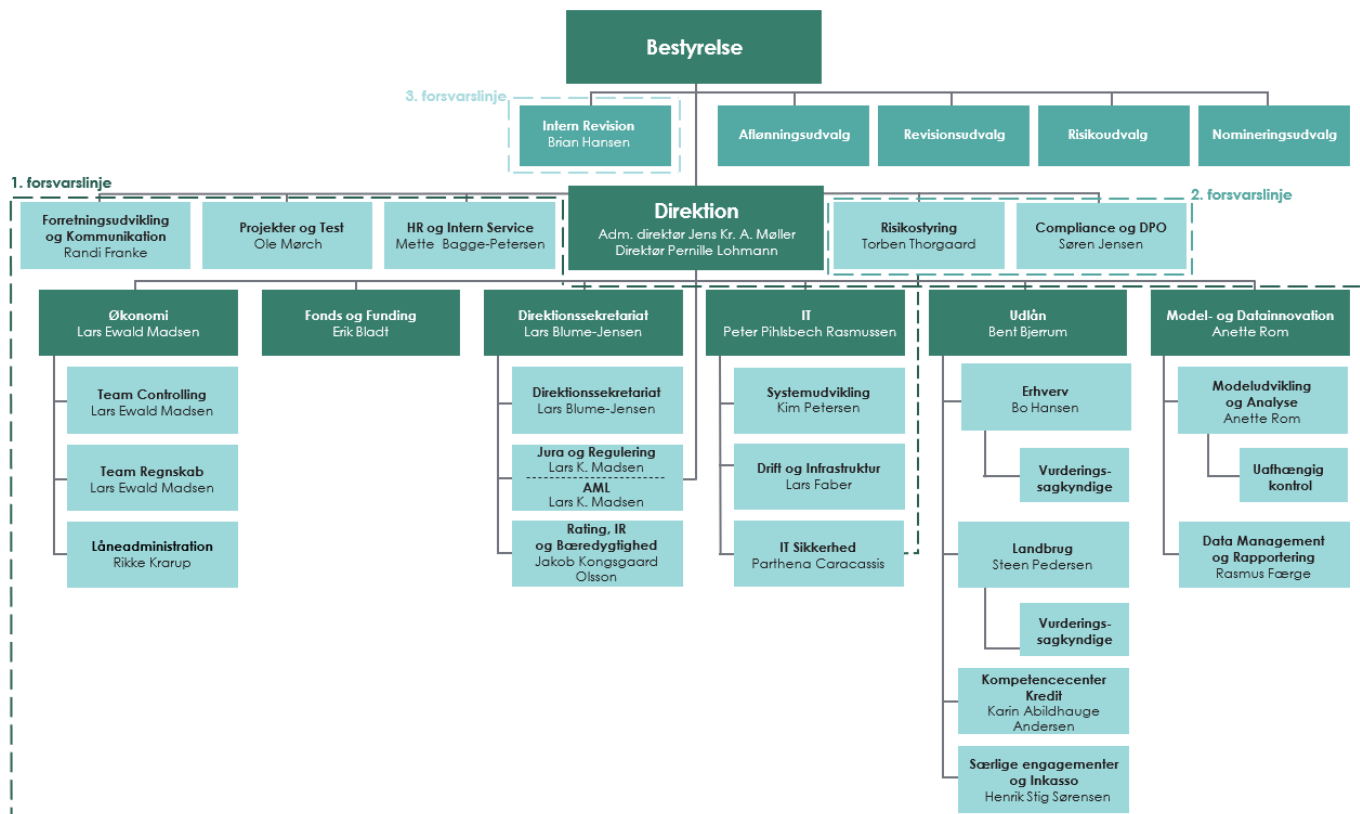 Bestyrelse
3. forsvarslinje
Intern Revision
Brian Hansen
Aflønningsudvalg
Revisionsudvalg
Risikoudvalg
Nomineringsudvalg
1. forsvarslinje
Forretningsudvikling
og Kommunikation
Randi Franke
Projekter og Test
Ole Mørch
HR og Intern Service
Mette Bagge-Petersen
Direktion
Adm. direktør Jens Kr. A. Møller
Direktør Pernille Lohmann
Risikostyring
Torben Thorgaard
Compliance og DPO
Søren Jensen
2. forsvarslinje
Økonomi
Lars Ewald Madsen
Fonds og Funding
Erik Bladt
Direktionssekretariat
Lars Blume-Jensen
IT
Peter Pihlsbech Rasmussen
Udlån
Bent Bjerrum
Model- og Datainnovation
Anette Rom
Team Controlling
Lars Ewald Madsen
Team Regnskab
Lars Ewald Madsen
Låneadministration
Rikke Krarup
Direktionssekretariat
Lars Blume-Jensen
Jura og Regulering
Lars K. Madsen
AML
Lars K. Madsen
Rating, IR
og Bæredygtighed
Jakob Kongsgaard
Olsson
Systemudvikling
Kim Petersen
Drift og Infrastruktur
Lars Faber
IT Sikkerhed
Parthena Caracassis
Erhverv
Bo Hansen
Vurderings-
sagkyndige
Landbrug
Steen Pedersen
Vurderings-
sagkyndige
Kompetencecenter
Kredit
Karin Abildhauge
Andersen
Særlige engagementer
og Inkasso
Henrik Stig Sørensen
Modeludvikling
og Analyse
Anette Rom
Uafhængig
kontrol
Data Management
og Rapportering
Rasmus Færge